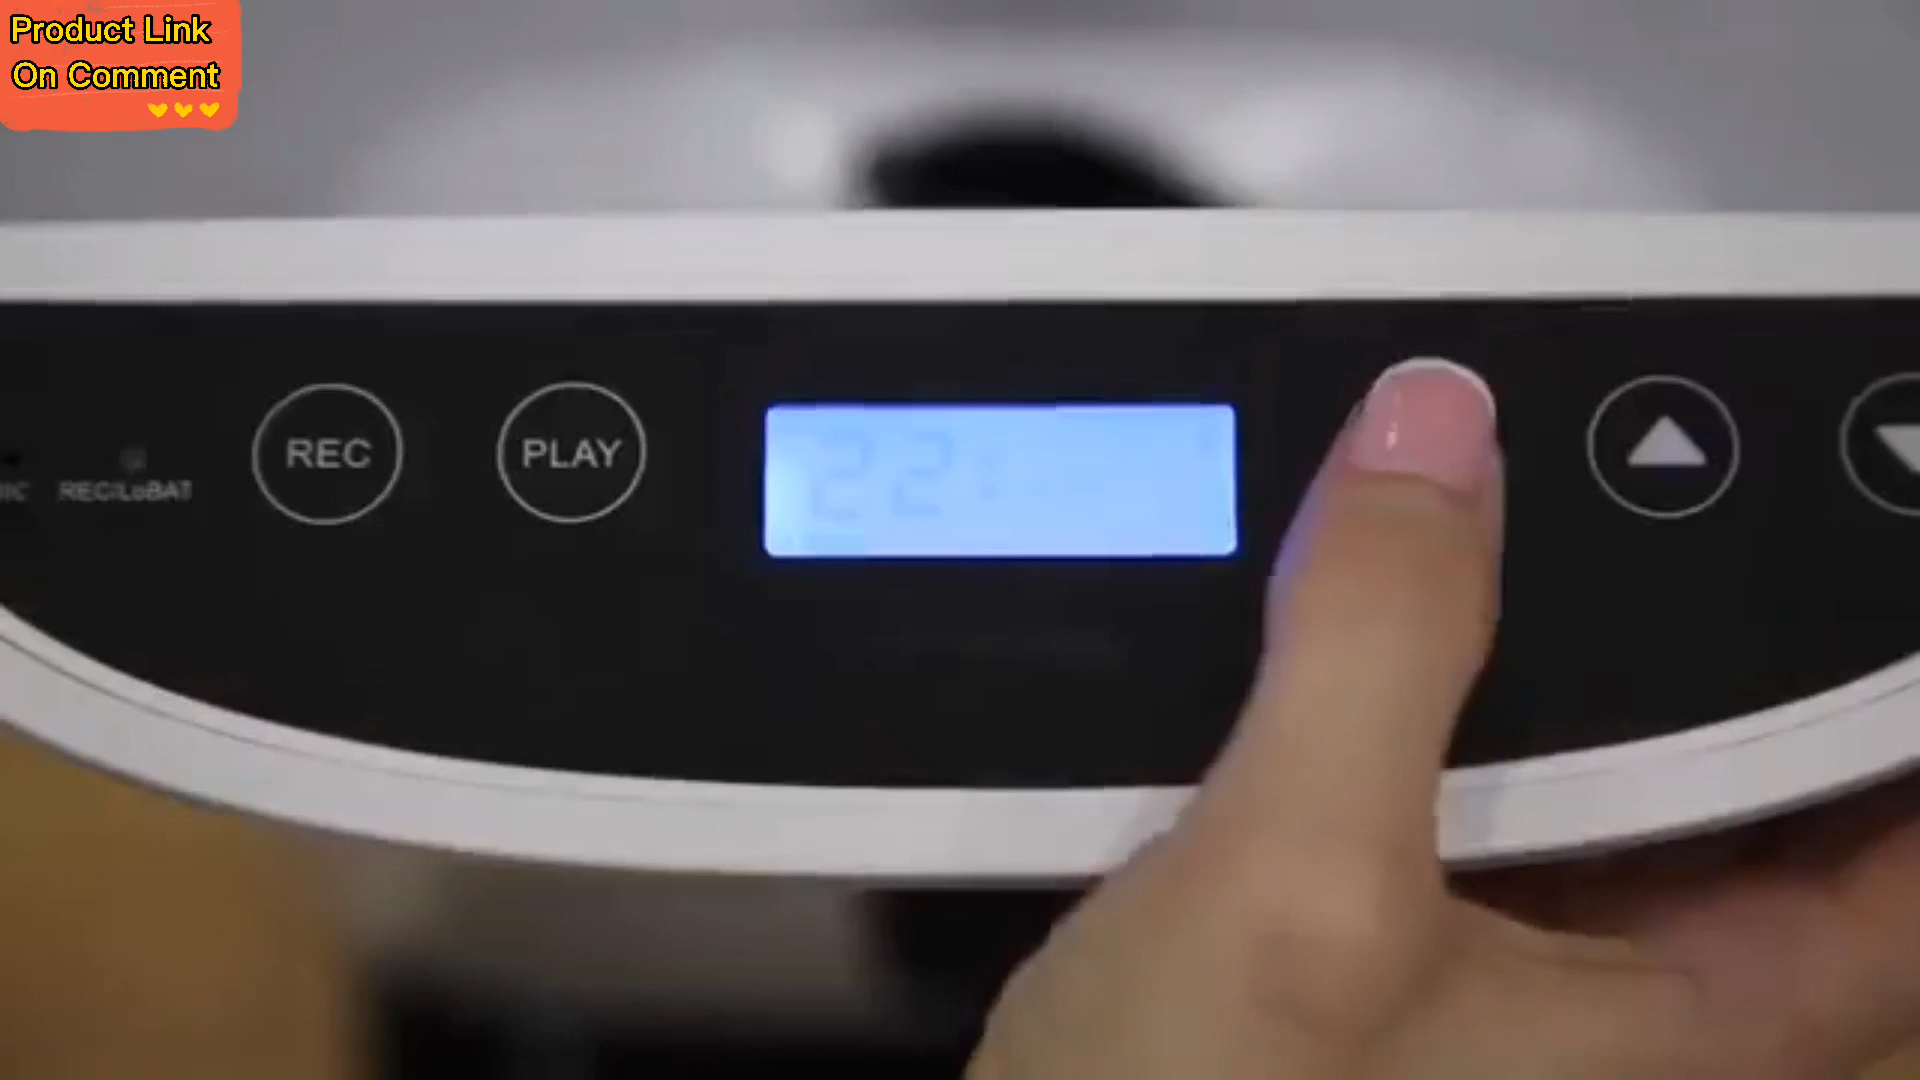 Product Link
On Comment
REC/LoBAT
REC
PLAY
22: